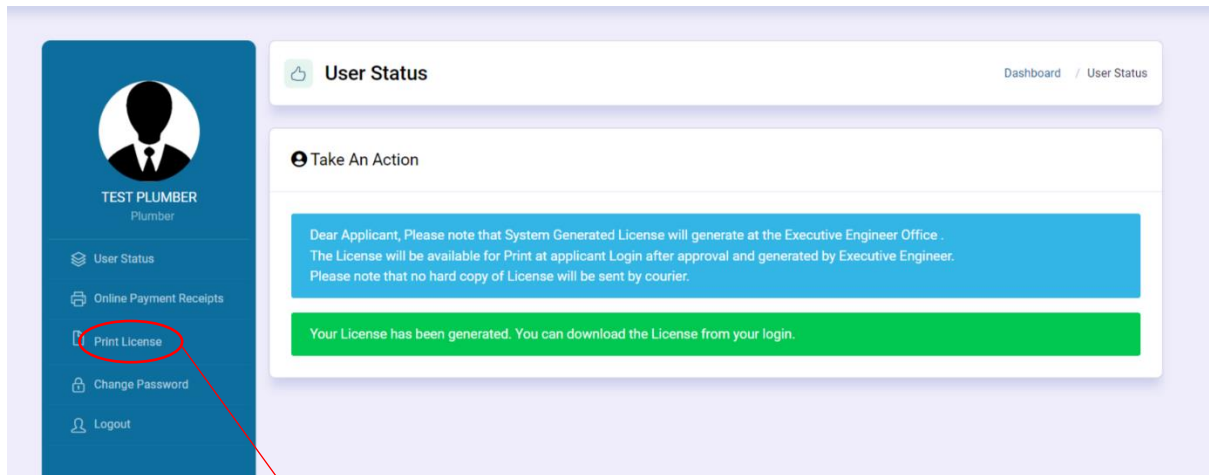 TEST PLUMBER
Plumber
User Status
Online Payment Receipts
Print License
Change Password
Logout
User Status
Dashboard / User Status
Take An Action
Dear Applicant, Please note that System Generated License will generate at the Executive Engineer Office .
The License will be available for Print at applicant Login after approval and generated by Executive Engineer.
Please note that no hard copy of License will be sent by courier.
Your License has been generated. You can download the License from your login.